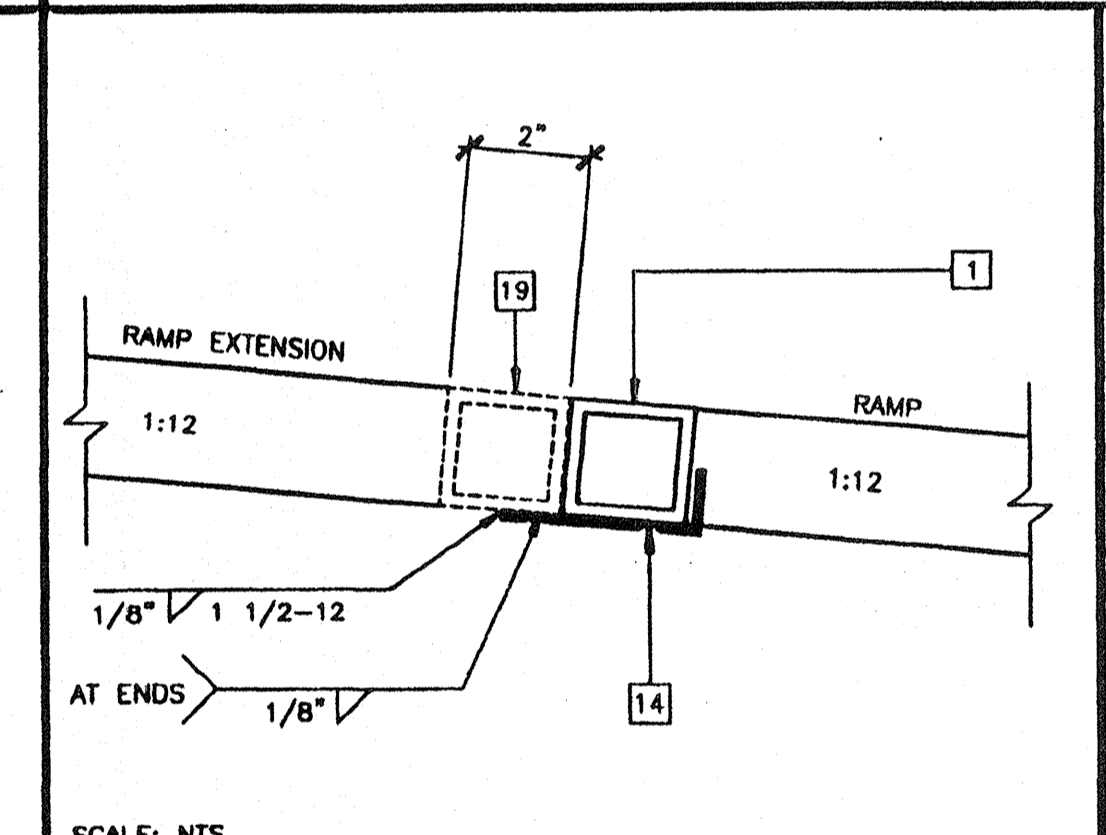 2"
1
19
RAMP EXTENSION
RAMP
1:12
1:12
1/8" 1 1/2-12
AT ENDS
1/8"
14
SCALE: NTS